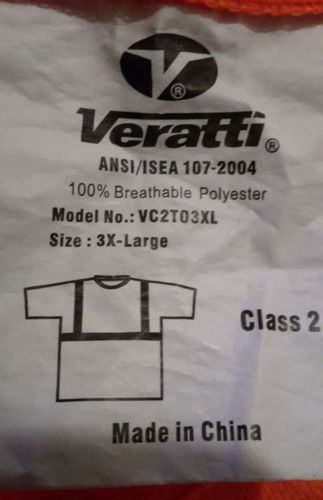 V®
Veratti®
ANSI/ISEA 107-2004
100% Breathable Polyester
Model No.: VC2TO3XL
Size : 3X-Large
Class 2
Made in China